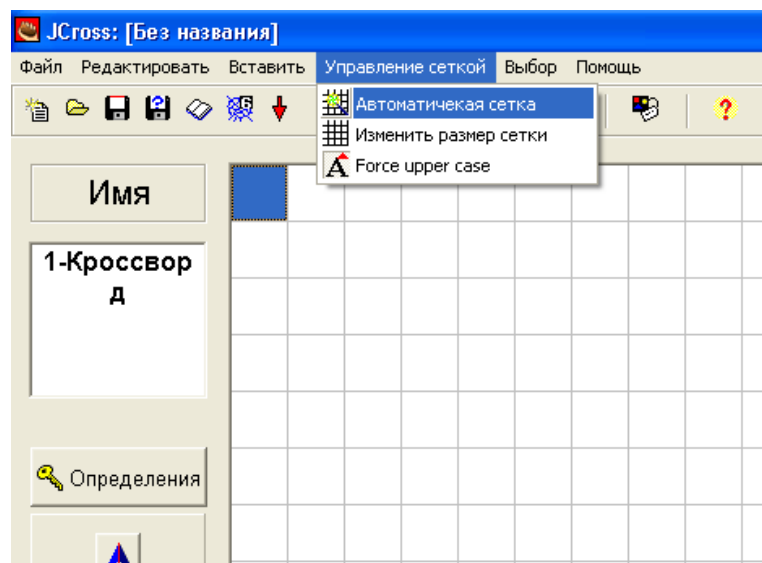 JCross: [Без названия]
Файл Редактировать Вставить Управление сеткой Выбор Помощь
Автоматичекая сетка
Изменить размер сетки
Force upper case
Имя
1-Кроссвор
д
Определения